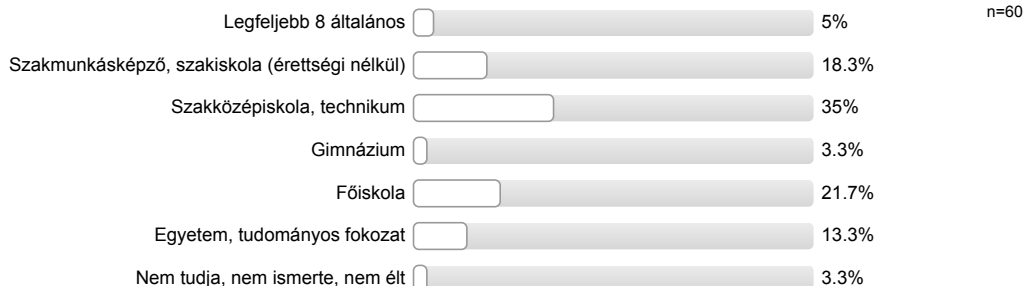 Legfeljebb 8 általános 5% n=60
Szakmunkásképző, szakiskola (érettségi nélkül) 18.3%
Szakközépiskola, technikum 35%
Gimnázium 3.3%
Főiskola 21.7%
Egyetem, tudományos fokozat 13.3%
Nem tudja, nem ismerte, nem élt 3.3%